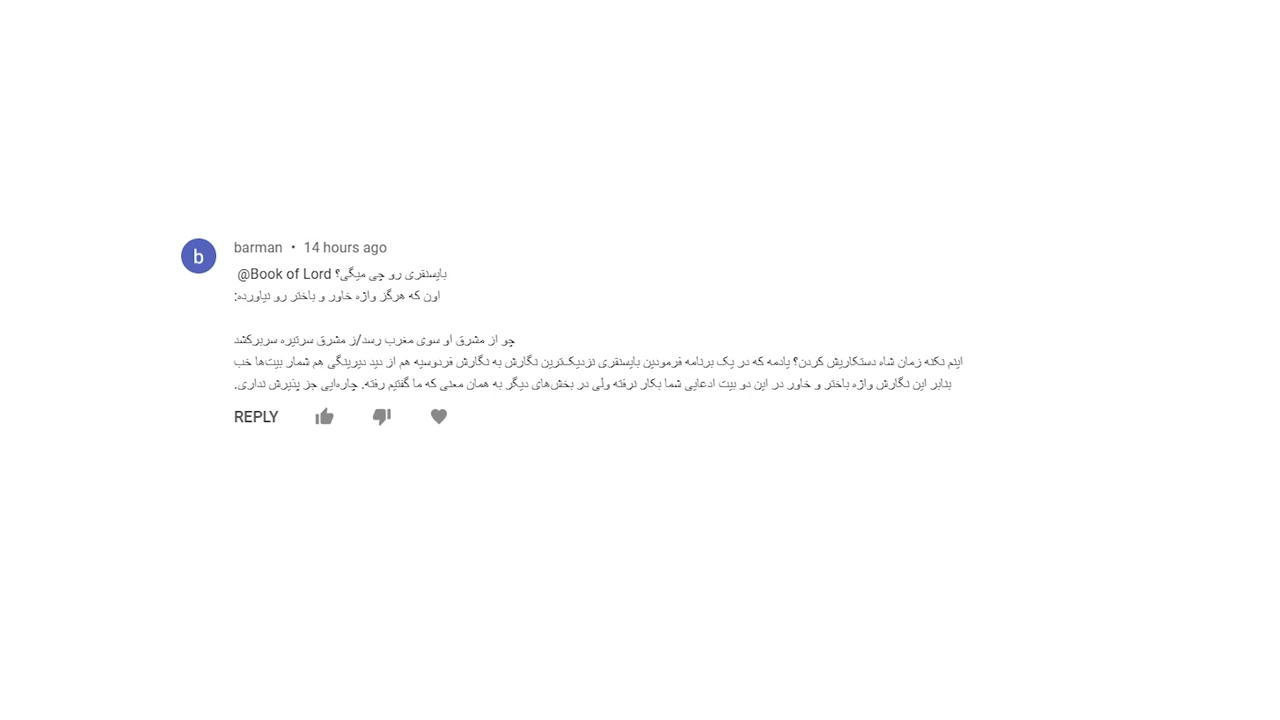 b
barman • 14 hours ago
@Book of Lord بایسنقری رو چی میگی؟
اون که هرگز واژه خاور و باختر رو نیاورده:
چو از مشرق او سوی مغرب رسد/ز مشرق سرتیره سربرکشد
اینم نکنه زمان شاه دستکاریش کردن؟ یادمه که در یک برنامه فرمودین بایسنقری نزدیک‌ترین نگارش به نگارش فردوسیه هم از دید دیرینگی هم شمار بیت‌ها خب
بنابر این نگارش واژه باختر و خاور در این دو بیت ادعایی شما بکار نرفته ولی در بخش‌های دیگر به همان معنی که ما گفتیم رفته. چاره‌ایی جز پذیرش نداری.
REPLY